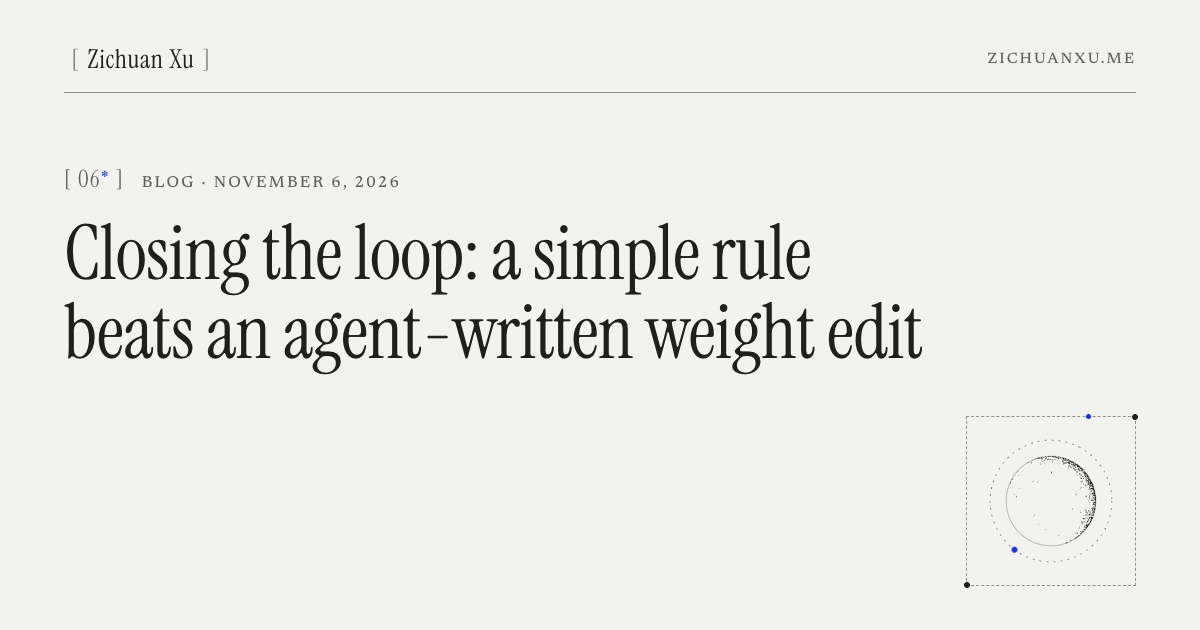 [ Zichuan Xu ]
ZICHUANXU.ME
[ 06* ] BLOG · NOVEMBER 6, 2026
Closing the loop: a simple rule
beats an agent-written weight edit